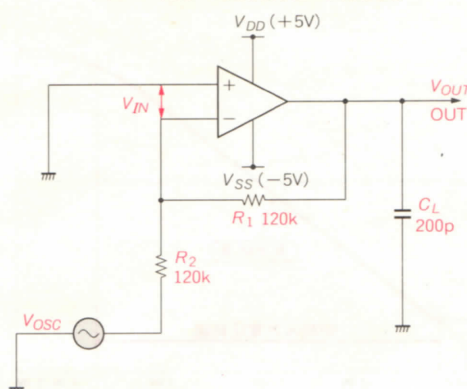 V_DD (+5V)
+
V_IN
−
V_OUT
OUT
V_SS (−5V)
R_1 120k
C_L
200p
R_2
120k
V_OSC